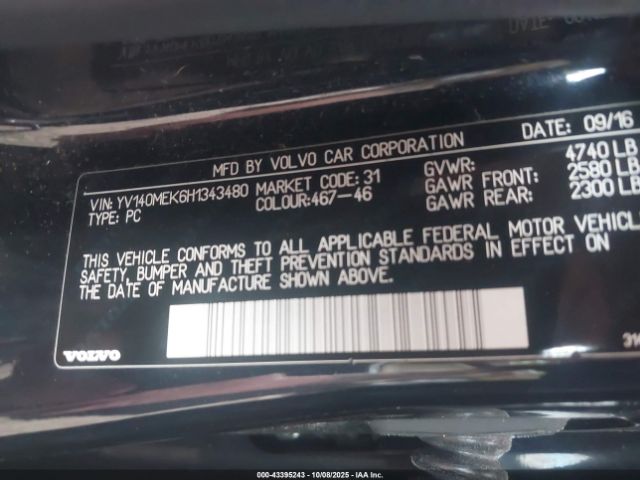 MFD BY VOLVO CAR CORPORATION DATE: 09/16
VIN: YV140MEK6H1343480 MARKET CODE: 31 GVWR: 4740 LB
TYPE: PC COLOUR:467-46 GAWR FRONT: 2580 LB
GAWR REAR: 2300 LB
THIS VEHICLE CONFORMS TO ALL APPLICABLE FEDERAL MOTOR VEHICL
SAFETY, BUMPER AND THEFT PREVENTION STANDARDS IN EFFECT ON
THE DATE OF MANUFACTURE SHOWN ABOVE.
VOLVO
000-43395243 | 10/08/2025 - IAA Inc.